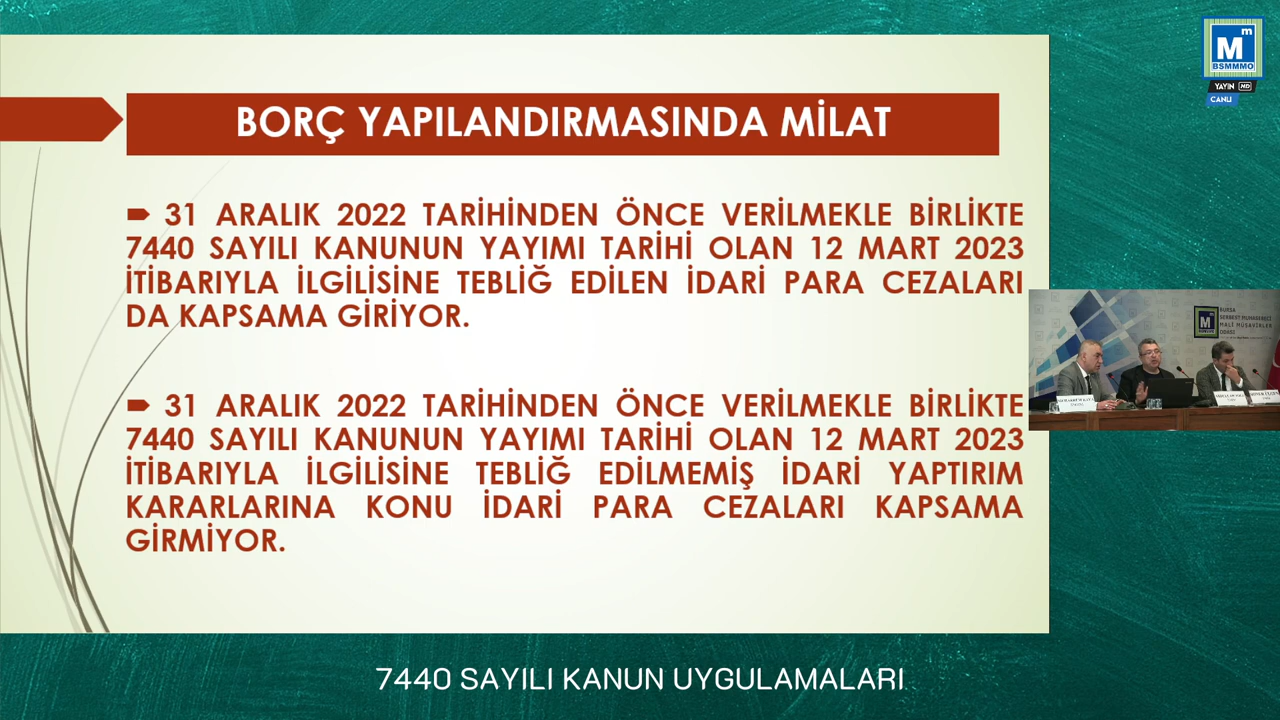 M m
BSMMMO
YAYIN HD
CANLI
BORÇ YAPILANDIRMASINDA MİLAT
31 ARALIK 2022 TARİHİNDEN ÖNCE VERİLMEKLE BİRLİKTE
7440 SAYILI KANUNUN YAYIMI TARİHİ OLAN 12 MART 2023
İTİBARIYLA İLGİLİSİNE TEBLİĞ EDİLEN İDARİ PARA CEZALARI
DA KAPSAMA GİRİYOR.
31 ARALIK 2022 TARİHİNDEN ÖNCE VERİLMEKLE BİRLİKTE
7440 SAYILI KANUNUN YAYIMI TARİHİ OLAN 12 MART 2023
İTİBARIYLA İLGİLİSİNE TEBLİĞ EDİLMEMİŞ İDARİ YAPTIRIM
KARARLARINA KONU İDARİ PARA CEZALARI KAPSAMA
GİRMİYOR.
BURSA
SERBEST MUHASEBECİ
MALİ MÜŞAVİRLER
ODASI
7440 SAYILI KANUN UYGULAMALARI